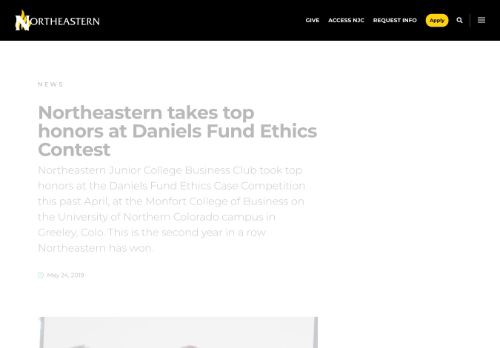 NORTHEASTERN
GIVE ACCESS NJC REQUEST INFO Apply
NEWS
Northeastern takes top
honors at Daniels Fund Ethics
Contest
Northeastern Junior College Business Club took top
honors at the Daniels Fund Ethics Case Competition
this past April, at the Monfort College of Business on
the University of Northern Colorado campus in
Greeley, Colo. This is the second year in a row
Northeastern has won.
May 24, 2019